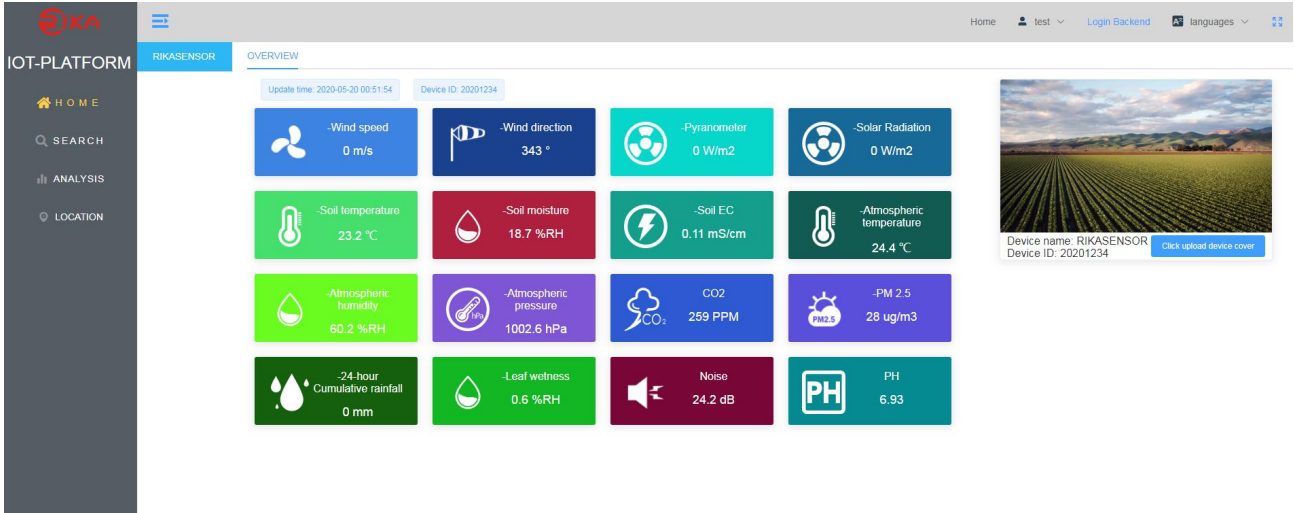 RIKA
Home
test
Login Backend
languages
IOT-PLATFORM
RIKASENSOR
OVERVIEW
HOME
SEARCH
ANALYSIS
LOCATION
Update time: 2020-05-20 00:51:54
Device ID: 20201234
-Wind speed
0 m/s
-Wind direction
343 °
-Pyranometer
0 W/m2
-Solar Radiation
0 W/m2
-Soil temperature
23.2 ℃
-Soil moisture
18.7 %RH
-Soil EC
0.11 mS/cm
-Atmospheric
temperature
24.4 ℃
-Atmospheric
humidity
60.2 %RH
hPa
-Atmospheric
pressure
1002.6 hPa
CO₂
CO2
259 PPM
PM2.5
-PM 2.5
28 ug/m3
-24-hour
Cumulative rainfall
0 mm
-Leaf wetness
0.6 %RH
Noise
24.2 dB
PH
PH
6.93
Device name: RIKASENSOR
Device ID: 20201234
Click upload device cover